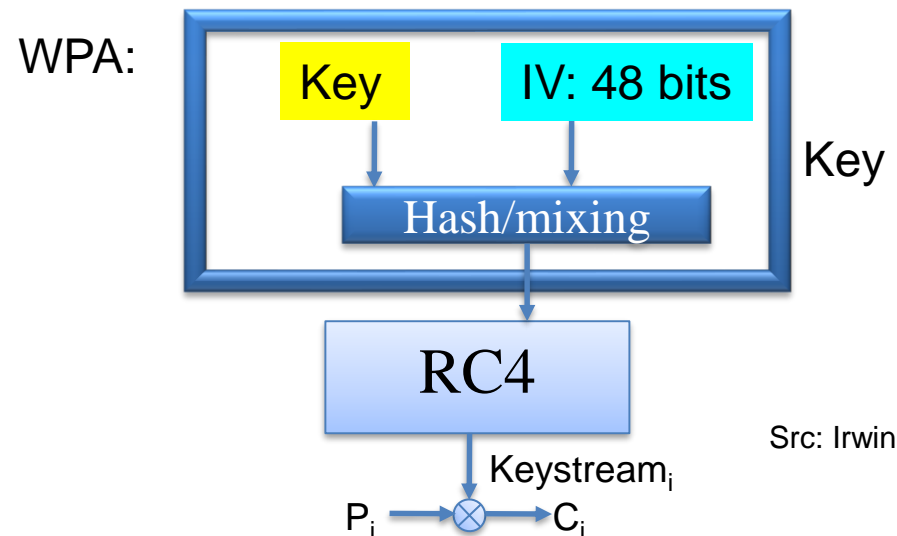 WPA:
Key
IV: 48 bits
Key
Hash/mixing
RC4
Src: Irwin
Keystreamᵢ
Pᵢ
Cᵢ